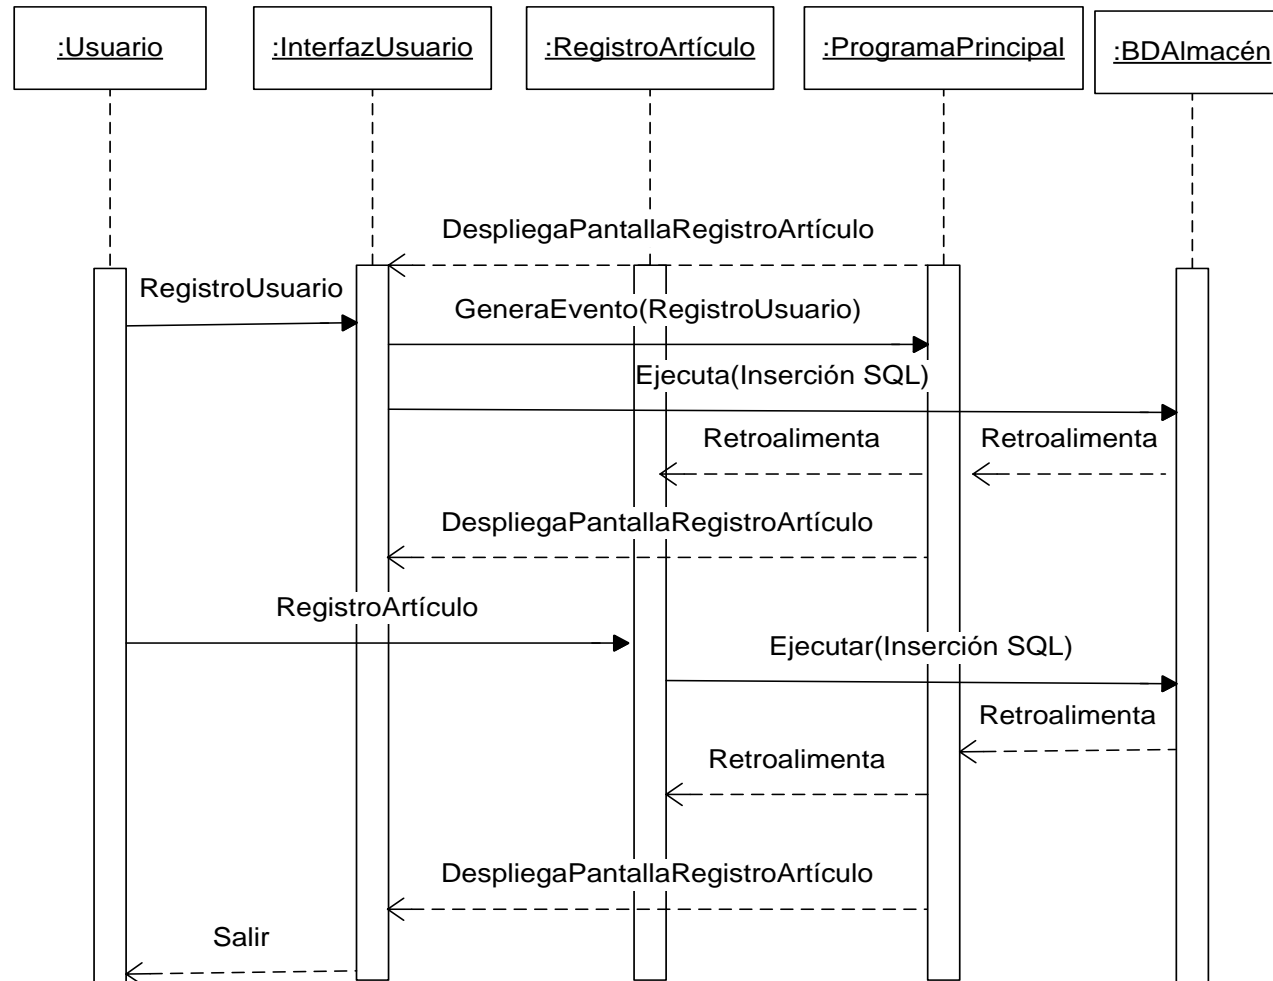 :Usuario
:InterfazUsuario
:RegistroArtículo
:ProgramaPrincipal
:BDAlmacén
DespliegaPantallaRegistroArtículo
RegistroUsuario
GeneraEvento(RegistroUsuario)
Ejecuta(Inserción SQL)
Retroalimenta
Retroalimenta
DespliegaPantallaRegistroArtículo
RegistroArtículo
Ejecutar(Inserción SQL)
Retroalimenta
Retroalimenta
DespliegaPantallaRegistroArtículo
Salir